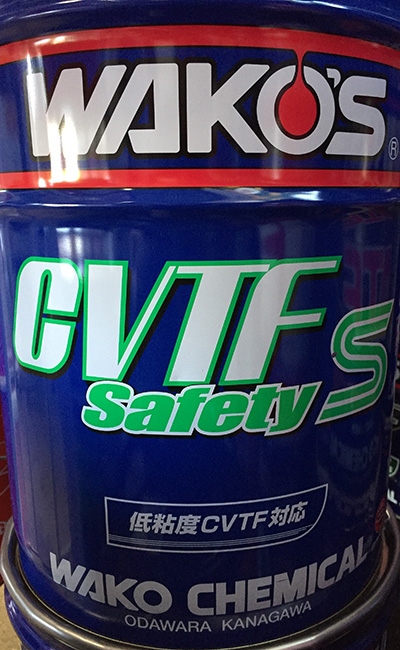 WAKO'S
®
CVTF
S
Safety
低粘度CVTF対応
WAKO CHEMICAL
ODAWARA KANAGAWA